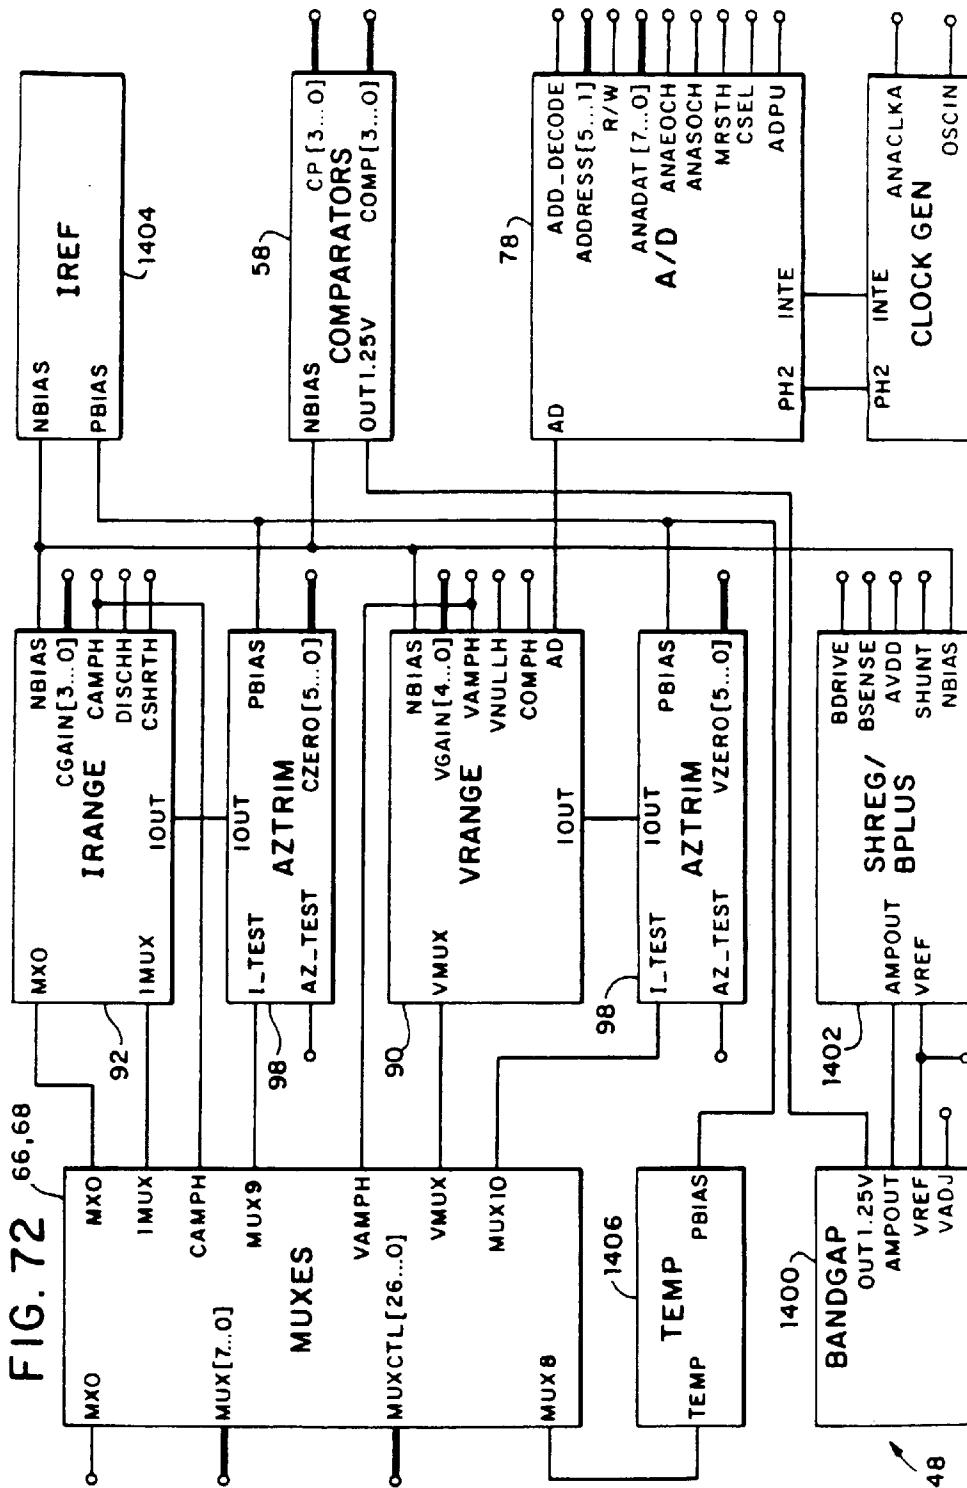 FIG. 72
66,68
MXO
MUX[7...0]
MUXCTL[26...0]
MUX8
MUXES
MXO
IMUX
CAMPH
MUX9
VAMPH
VMUX
MUX10
92
MXO
IMUX
IRANGE
IOUT
NBIAS
CGAIN[3...0]
CAMPH
DISCHH
CSHRTH
98
I_TEST
AZ_TEST
IOUT
AZTRIM
PBIAS
CZERO[5...0]
90
VMUX
VRANGE
IOUT
NBIAS
VGAIN[4...0]
VAMPH
VNULH
COMPH
AD
98
I_TEST
AZ_TEST
IOUT
AZTRIM
PBIAS
VZERO[5...0]
NBIAS
PBIAS
IREF
1404
58
NBIAS
OUT1.25V
COMPARATORS
CP[3...0]
COMP[3...0]
78
AD
A/D
ADD_DECODE
ADDRESS[5...1]
R/W
ANADAT[7...0]
ANAEOCH
ANASOCH
MRSTH
CSEL
ADPU
PH2
INTE
PH2
INTE
CLOCK GEN
ANACLKA
OSCIN
1406
TEMP
TEMP
PBIAS
1400
BANDGAP
OUT1.25V
AMPOUT
VREF
VADJ
48
1402
AMPOUT
VREF
SHREG/
BPLUS
BDRIVE
BSENSE
AVDD
SHUNT
NBIAS